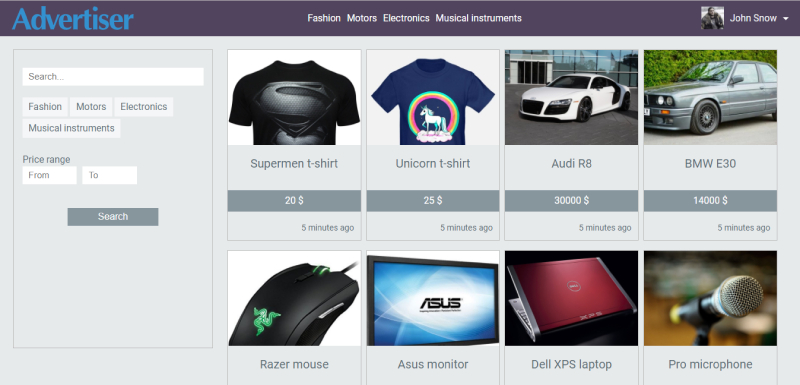 Advertiser
Fashion Motors Electronics Musical instruments
John Snow
Search...
Fashion Motors Electronics
Musical instruments
Price range
From To
Search
Supermen t-shirt
20 $
5 minutes ago
Unicorn t-shirt
25 $
5 minutes ago
Audi R8
30000 $
5 minutes ago
BMW E30
14000 $
5 minutes ago
Razer mouse
ASUS
Asus monitor
DELL
Dell XPS laptop
Pro microphone